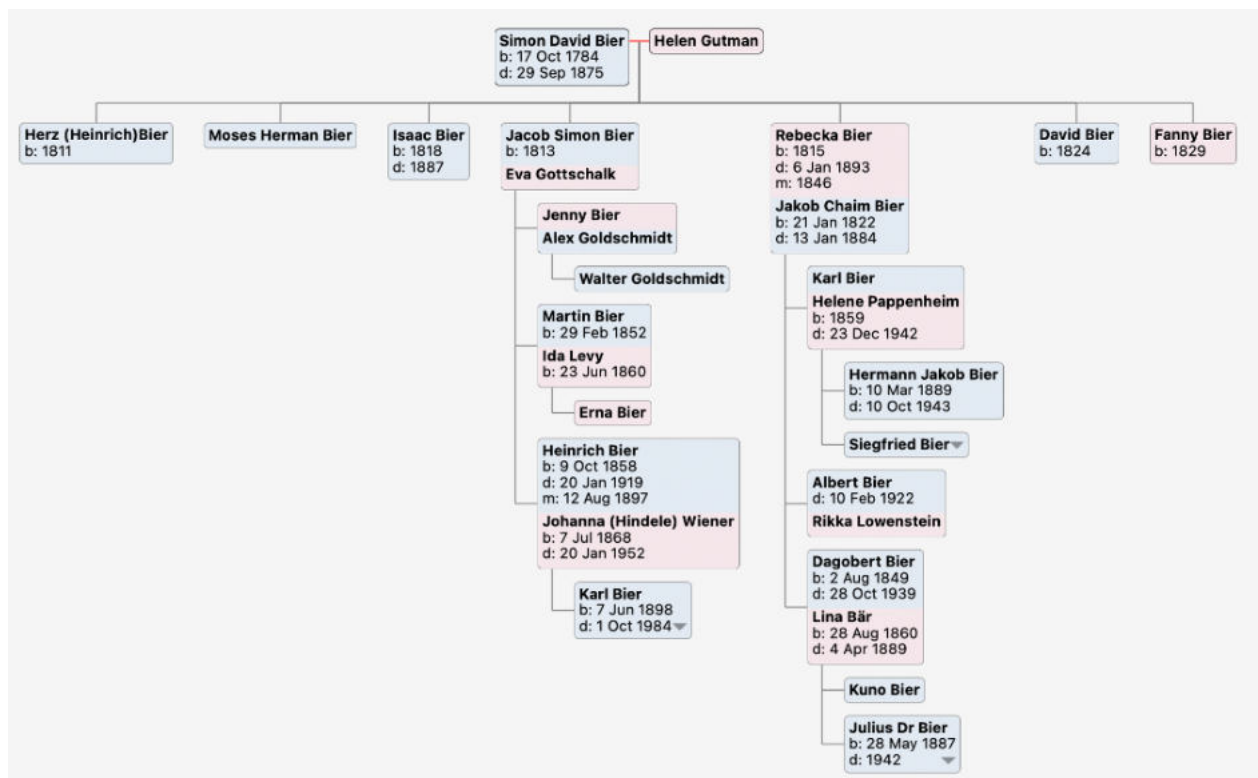 Simon David Bier
b: 17 Oct 1784
d: 29 Sep 1875
Helen Gutman
Herz (Heinrich)Bier
b: 1811
Moses Herman Bier
Isaac Bier
b: 1818
d: 1887
Jacob Simon Bier
b: 1813
Eva Gottschalk
Jenny Bier
Alex Goldschmidt
Walter Goldschmidt
Martin Bier
b: 29 Feb 1852
Ida Levy
b: 23 Jun 1860
Erna Bier
Heinrich Bier
b: 9 Oct 1858
d: 20 Jan 1919
m: 12 Aug 1897
Johanna (Hindele) Wiener
b: 7 Jul 1868
d: 20 Jan 1952
Karl Bier
b: 7 Jun 1898
d: 1 Oct 1984
Rebecka Bier
b: 1815
d: 6 Jan 1893
m: 1846
Jakob Chaim Bier
b: 21 Jan 1822
d: 13 Jan 1884
Karl Bier
Helene Pappenheim
b: 1859
d: 23 Dec 1942
Hermann Jakob Bier
b: 10 Mar 1889
d: 10 Oct 1943
Siegfried Bier
Albert Bier
d: 10 Feb 1922
Rikka Lowenstein
Dagobert Bier
b: 2 Aug 1849
d: 28 Oct 1939
Lina Bär
b: 28 Aug 1860
d: 4 Apr 1889
Kuno Bier
Julius Dr Bier
b: 28 May 1887
d: 1942
David Bier
b: 1824
Fanny Bier
b: 1829